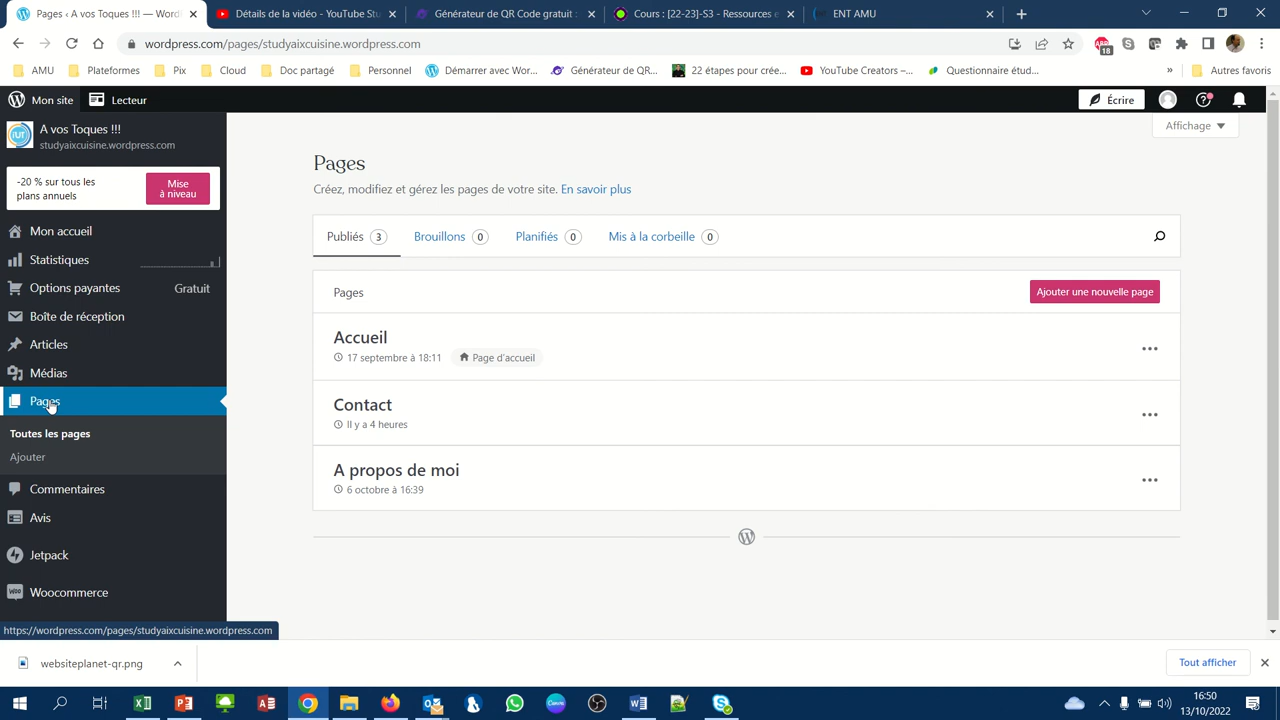 Pages ‹ A vos Toques !!! — WordP
Détails de la vidéo - YouTube Stu
Générateur de QR Code gratuit :
Cours : [22-23]-S3 - Ressources e
ENT AMU
wordpress.com/pages/studyaixcuisine.wordpress.com
18
AMU
Plateformes
Pix
Cloud
Doc partagé
Personnel
Démarrer avec Wor...
Générateur de QR...
22 étapes pour crée...
YouTube Creators –...
Questionnaire étud...
»
Autres favoris
Mon site
Lecteur
Écrire
A vos Toques !!!
studyaixcuisine.wordpress.com
Affichage
-20 % sur tous les
plans annuels
Mise
à niveau
Mon accueil
Statistiques
Options payantes
Gratuit
Boîte de réception
Articles
Médias
Pages
Toutes les pages
Ajouter
Commentaires
Avis
Jetpack
Woocommerce
Pages
Créez, modifiez et gérez les pages de votre site. En savoir plus
Publiés 3
Brouillons 0
Planifiés 0
Mis à la corbeille 0
Pages
Ajouter une nouvelle page
Accueil
17 septembre à 18:11
Page d'accueil
Contact
Il y a 4 heures
A propos de moi
6 octobre à 16:39
https://wordpress.com/pages/studyaixcuisine.wordpress.com
websiteplanet-qr.png
Tout afficher
16:50
13/10/2022